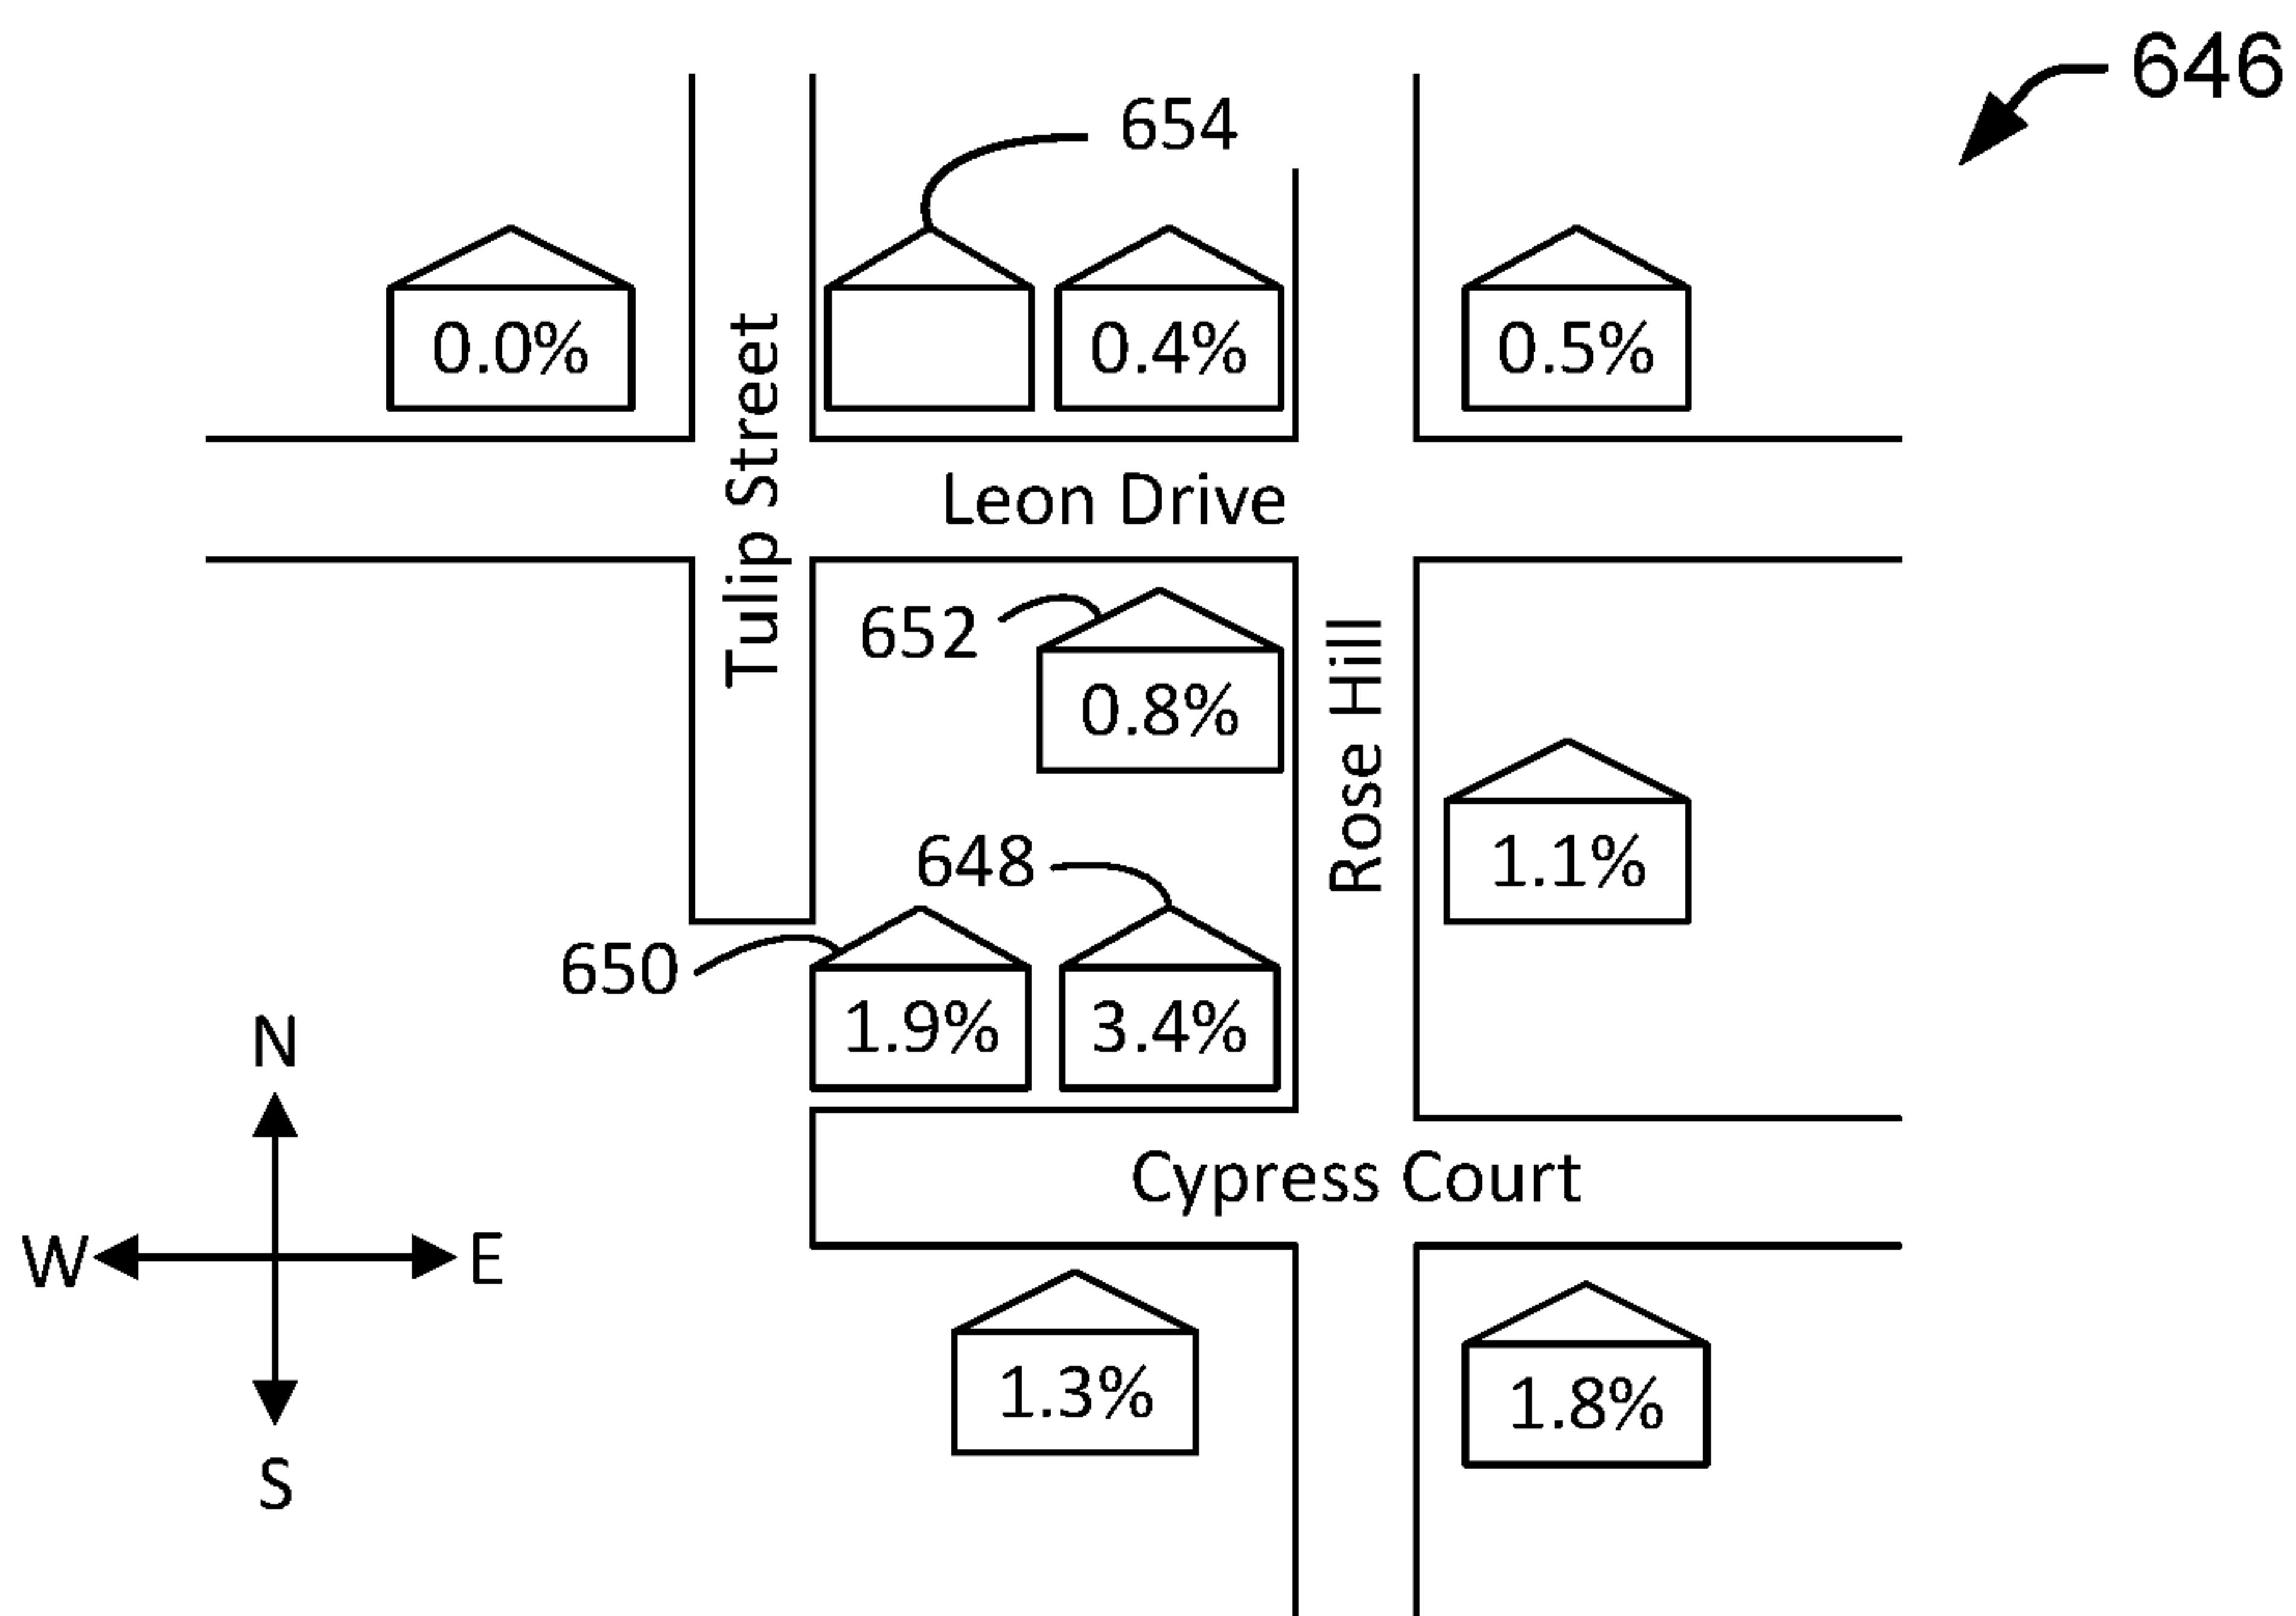 646
654
0.0%
0.4%
0.5%
Tulip Street
Leon Drive
652
0.8%
Rose Hill
648
1.1%
650
1.9%
3.4%
N
W
E
S
Cypress Court
1.3%
1.8%